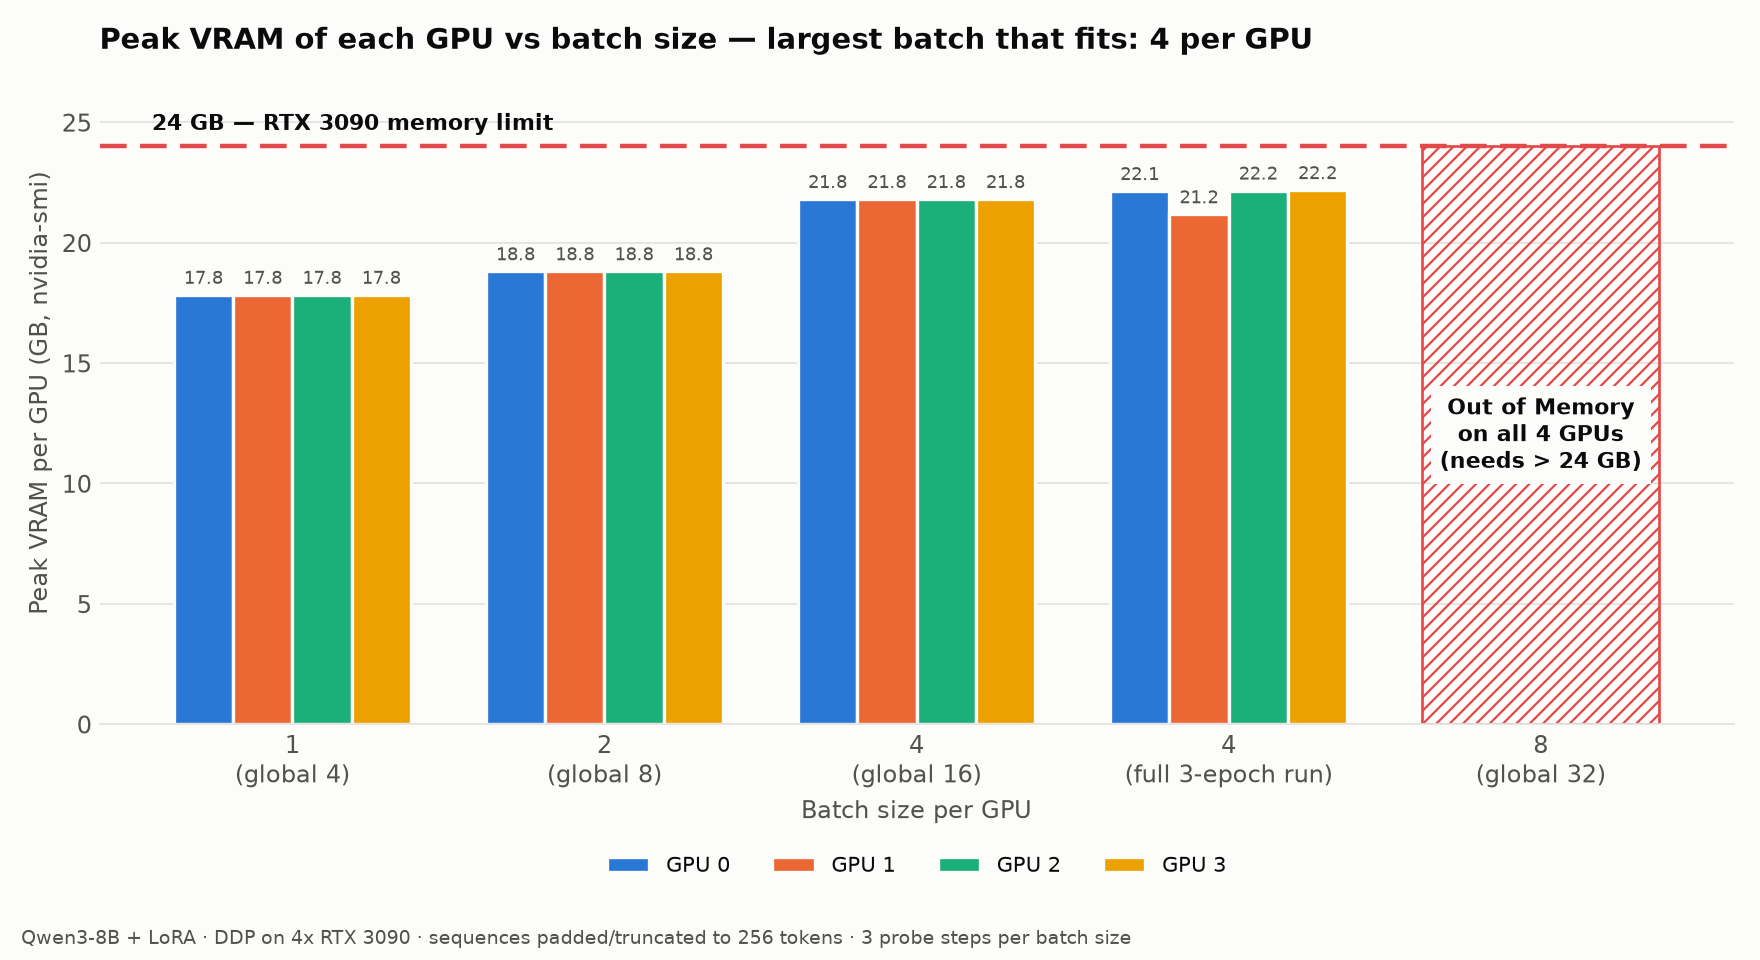 Peak VRAM of each GPU vs batch size — largest batch that fits: 4 per GPU
24 GB — RTX 3090 memory limit
Peak VRAM per GPU (GB, nvidia-smi)
25
20
15
10
5
0
17.8 17.8 17.8 17.8
18.8 18.8 18.8 18.8
21.8 21.8 21.8 21.8
22.1 21.2 22.2 22.2
Out of Memory
on all 4 GPUs
(needs > 24 GB)
1
(global 4)
2
(global 8)
4
(global 16)
4
(full 3-epoch run)
8
(global 32)
Batch size per GPU
GPU 0 GPU 1 GPU 2 GPU 3
Qwen3-8B + LoRA · DDP on 4x RTX 3090 · sequences padded/truncated to 256 tokens · 3 probe steps per batch size